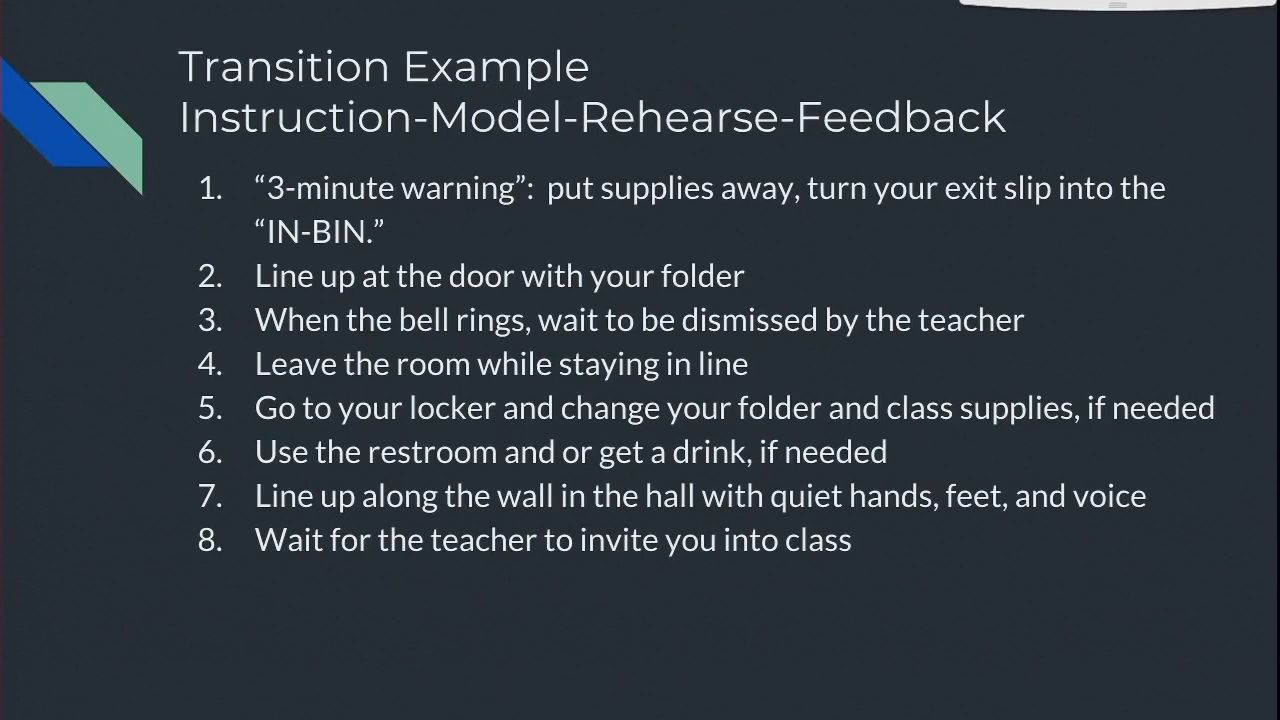 Transition Example
Instruction-Model-Rehearse-Feedback
1. “3-minute warning”:  put supplies away, turn your exit slip into the
“IN-BIN.”
2. Line up at the door with your folder
3. When the bell rings, wait to be dismissed by the teacher
4. Leave the room while staying in line
5. Go to your locker and change your folder and class supplies, if needed
6. Use the restroom and or get a drink, if needed
7. Line up along the wall in the hall with quiet hands, feet, and voice
8. Wait for the teacher to invite you into class